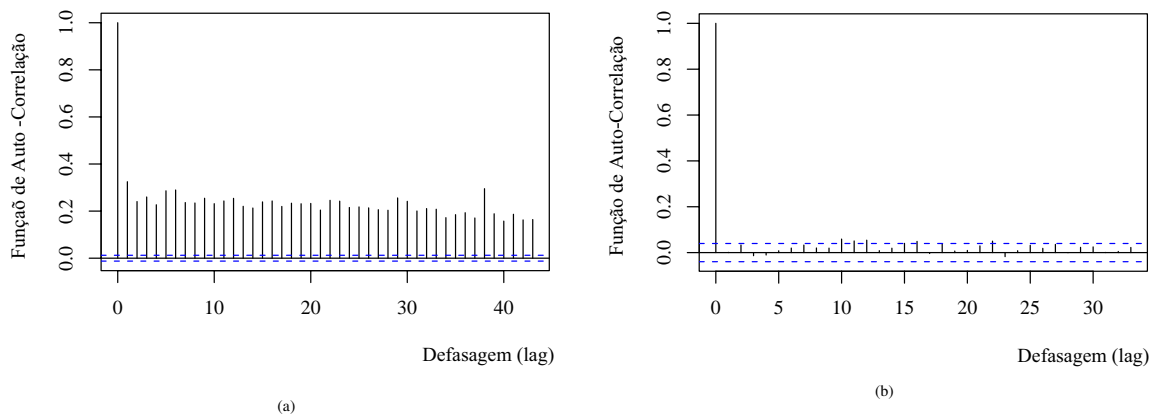 Funçaõ de Auto -Correlação
1.0
0.8
0.6
0.4
0.2
0.0
0 10 20 30 40
Defasagem (lag)
(a)
Função de Auto-Correlação
1.0
0.8
0.6
0.4
0.2
0.0
0 5 10 15 20 25 30
Defasagem (lag)
(b)